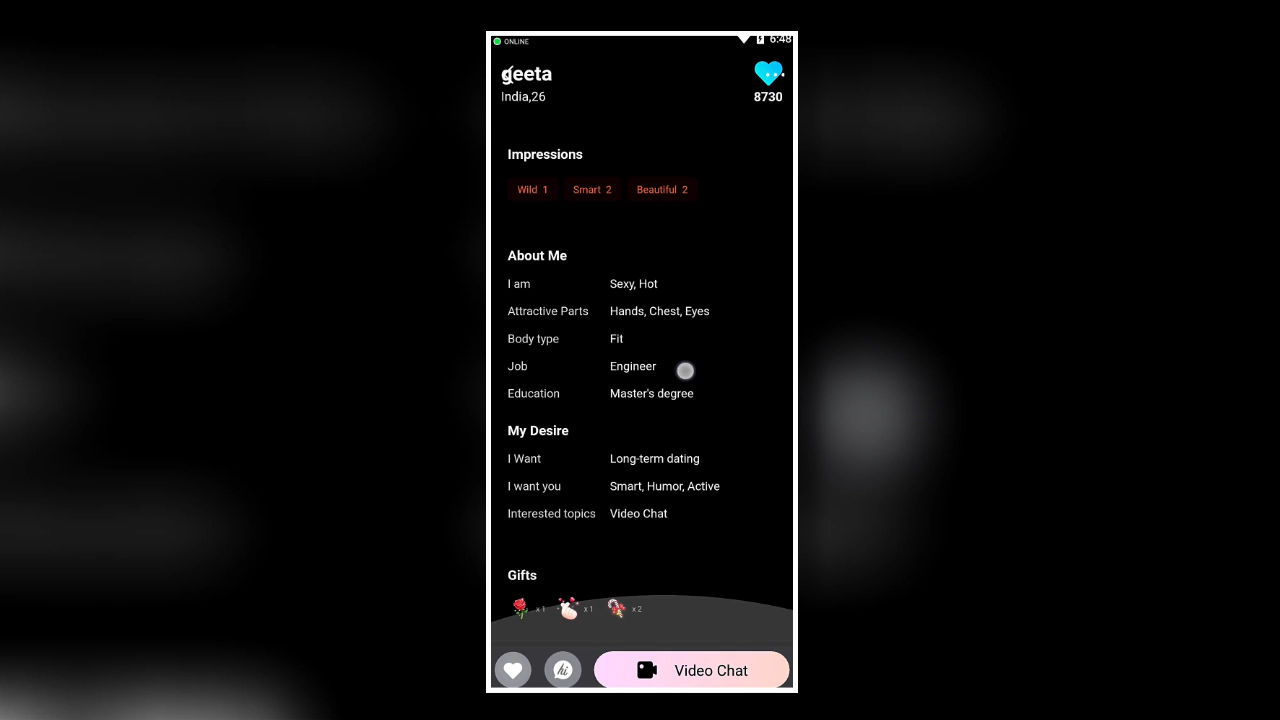 ONLINE 6:48
geeta
India,26 8730
Impressions
Wild 1 Smart 2 Beautiful 2
About Me
I am Sexy, Hot
Attractive Parts Hands, Chest, Eyes
Body type Fit
Job Engineer
Education Master's degree
My Desire
I Want Long-term dating
I want you Smart, Humor, Active
Interested topics Video Chat
Gifts
x1 x1 x2
hi Video Chat